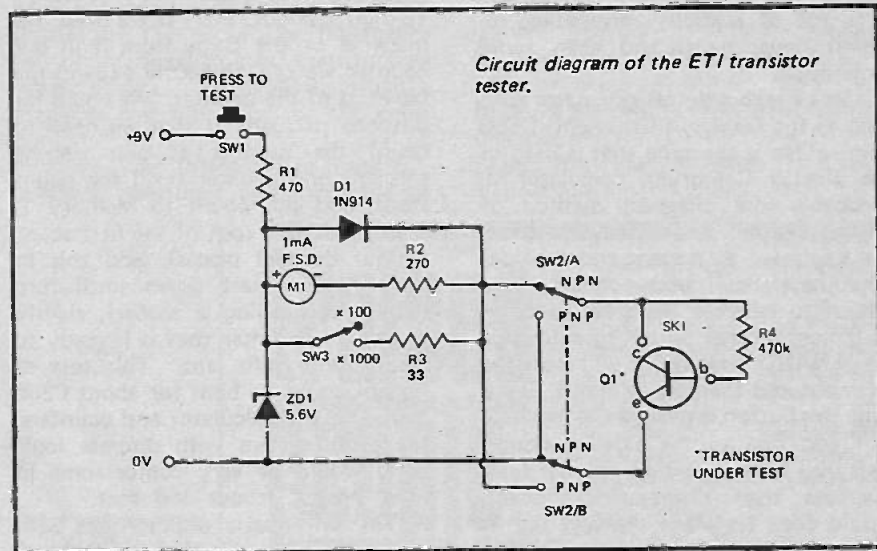 Circuit diagram of the ETI transistor
tester.
PRESS TO
TEST
+9V
SW1
R1
470
D1
1N914
1mA
F.S.D.
+
M1
−
R2
270
SW2/A
NPN
PNP
SW3
x 100
x 1000
R3
33
SK1
c
b
e
Q1*
R4
470k
ZD1
5.6V
0V
NPN
PNP
SW2/B
*TRANSISTOR
UNDER TEST